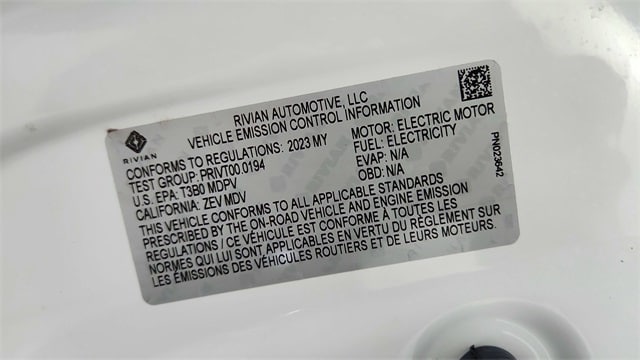 RIVIAN AUTOMOTIVE, LLC
VEHICLE EMISSION CONTROL INFORMATION
RIVIAN
CONFORMS TO REGULATIONS: 2023 MY
TEST GROUP: PRIVT00.0194
U.S. EPA: T3B0 MDPV
CALIFORNIA: ZEV MDV
MOTOR: ELECTRIC MOTOR
FUEL: ELECTRICITY
EVAP: N/A
OBD: N/A
PN023642
THIS VEHICLE CONFORMS TO ALL APPLICABLE STANDARDS
PRESCRIBED BY THE ON-ROAD VEHICLE AND ENGINE EMISSION
REGULATIONS / CE VÉHICULE EST CONFORME À TOUTES LES
NORMES QUI LUI SONT APPLICABLES EN VERTU DU RÈGLEMENT SUR
LES ÉMISSIONS DES VÉHICULES ROUTIERS ET DE LEURS MOTEURS.